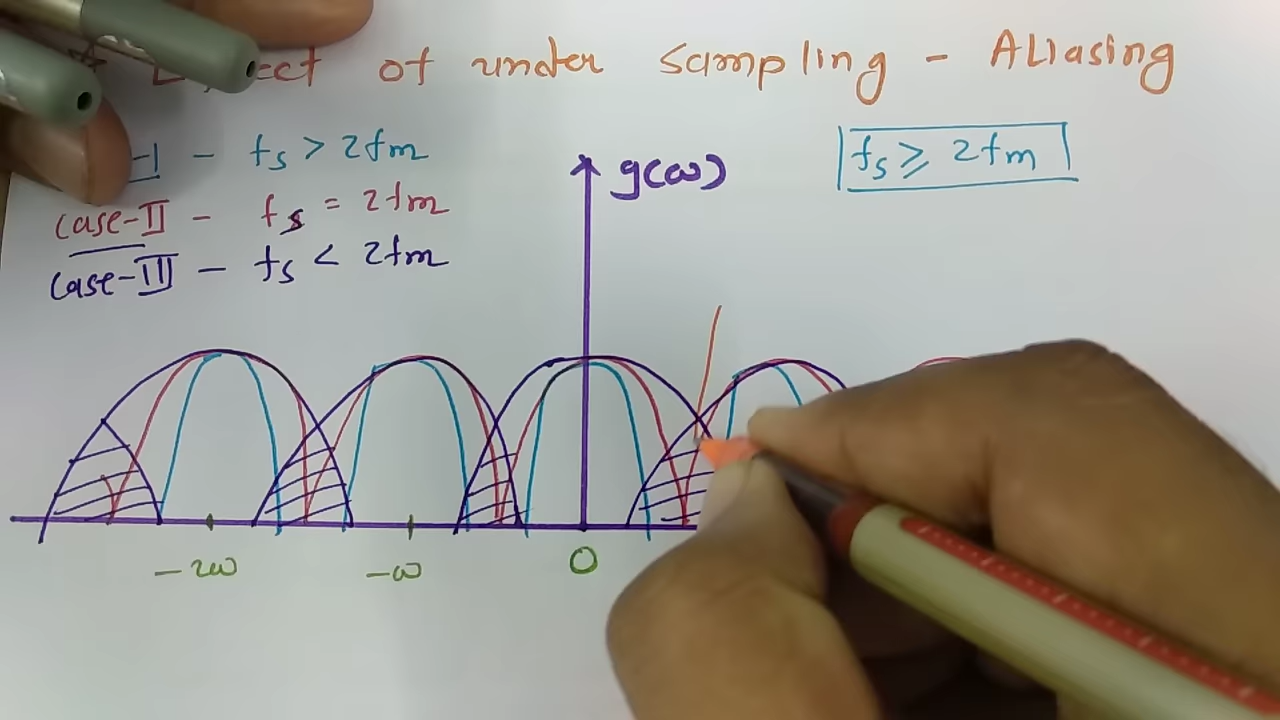 of under sampling - Aliasing
-I - fs > 2fm
fs ≥ 2fm
case-II - fs = 2fm
case-III - fs < 2fm
g(ω)
-2ω -ω 0